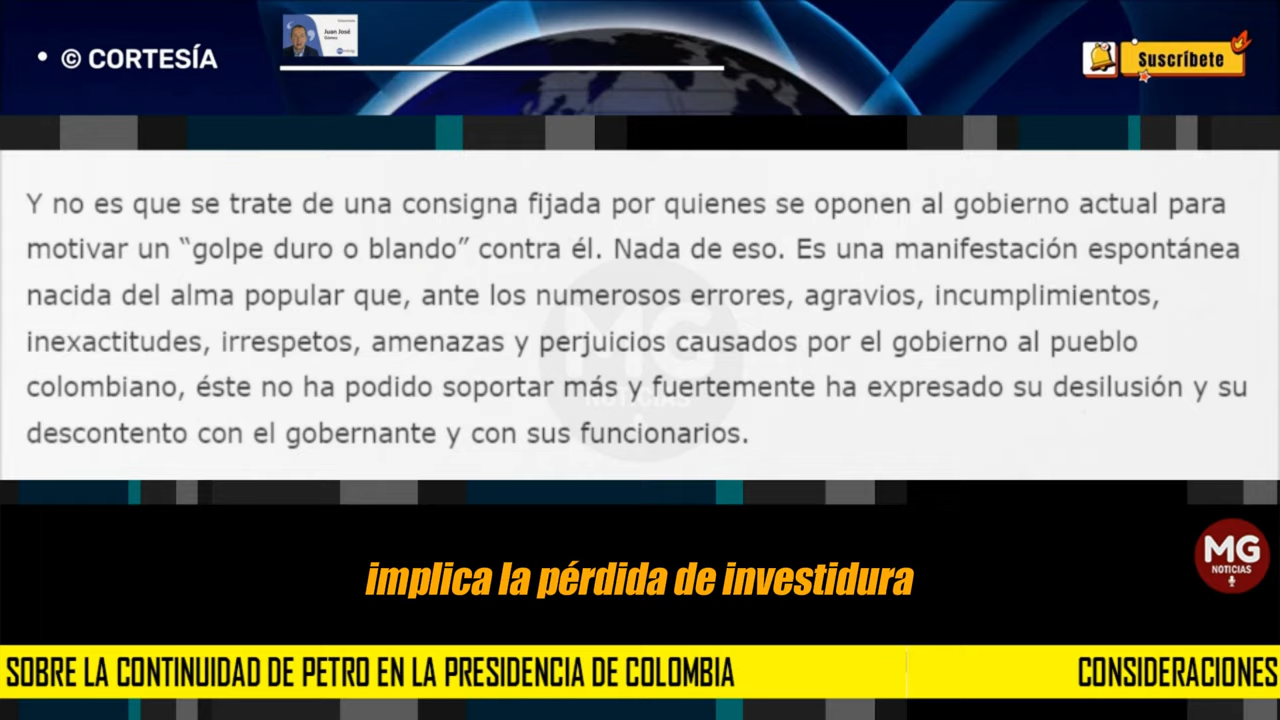 • © CORTESÍA
Juan José
Suscríbete
Y no es que se trate de una consigna fijada por quienes se oponen al gobierno actual para
motivar un “golpe duro o blando” contra él. Nada de eso. Es una manifestación espontánea
nacida del alma popular que, ante los numerosos errores, agravios, incumplimientos,
inexactitudes, irrespetos, amenazas y perjuicios causados por el gobierno al pueblo
colombiano, éste no ha podido soportar más y fuertemente ha expresado su desilusión y su
descontento con el gobernante y con sus funcionarios.
MG
NOTICIAS
implica la pérdida de investidura
MG
NOTICIAS
SOBRE LA CONTINUIDAD DE PETRO EN LA PRESIDENCIA DE COLOMBIA CONSIDERACIONES